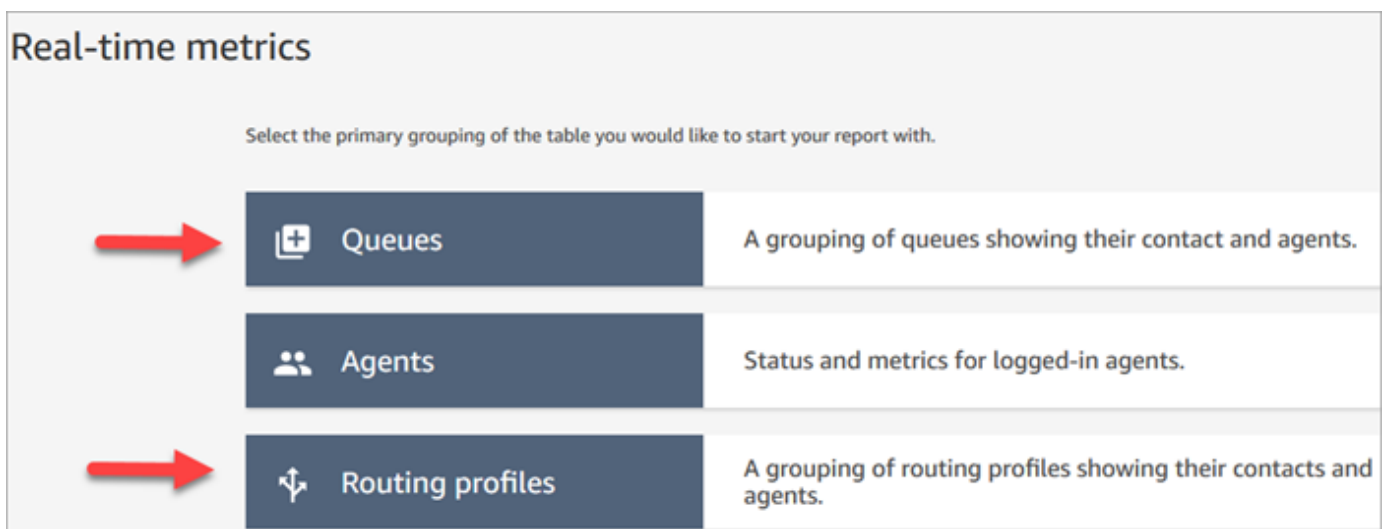 Real-time metrics
Select the primary grouping of the table you would like to start your report with.
Queues
A grouping of queues showing their contact and agents.
Agents
Status and metrics for logged-in agents.
Routing profiles
A grouping of routing profiles showing their contacts and
agents.